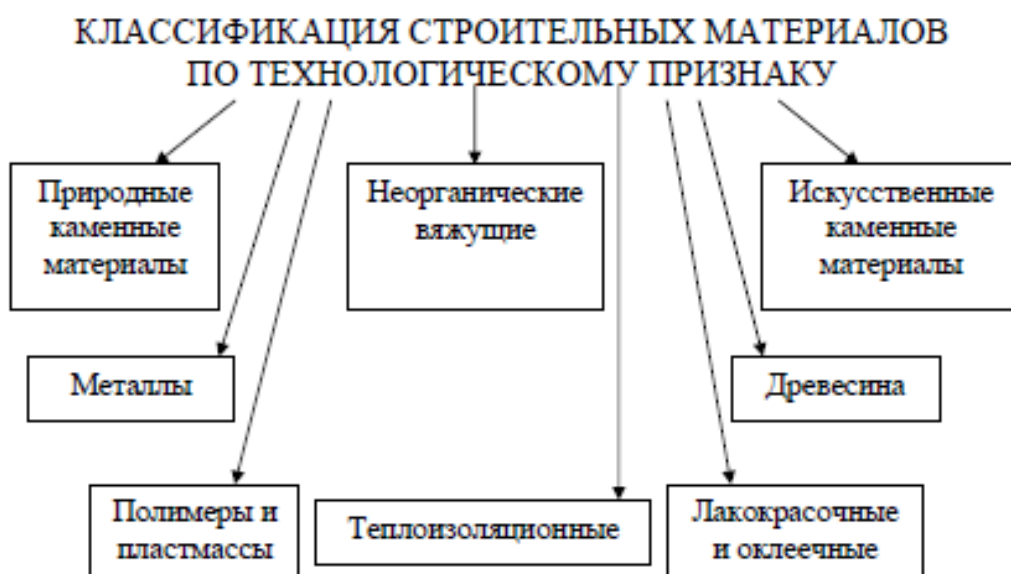 КЛАССИФИКАЦИЯ СТРОИТЕЛЬНЫХ МАТЕРИАЛОВ
ПО ТЕХНОЛОГИЧЕСКОМУ ПРИЗНАКУ
Природные
каменные
материалы
Неорганические
вяжущие
Искусственные
каменные
материалы
Металлы
Древесина
Полимеры и
пластмассы
Теплоизоляционные
Лакокрасочные
и оклеечные